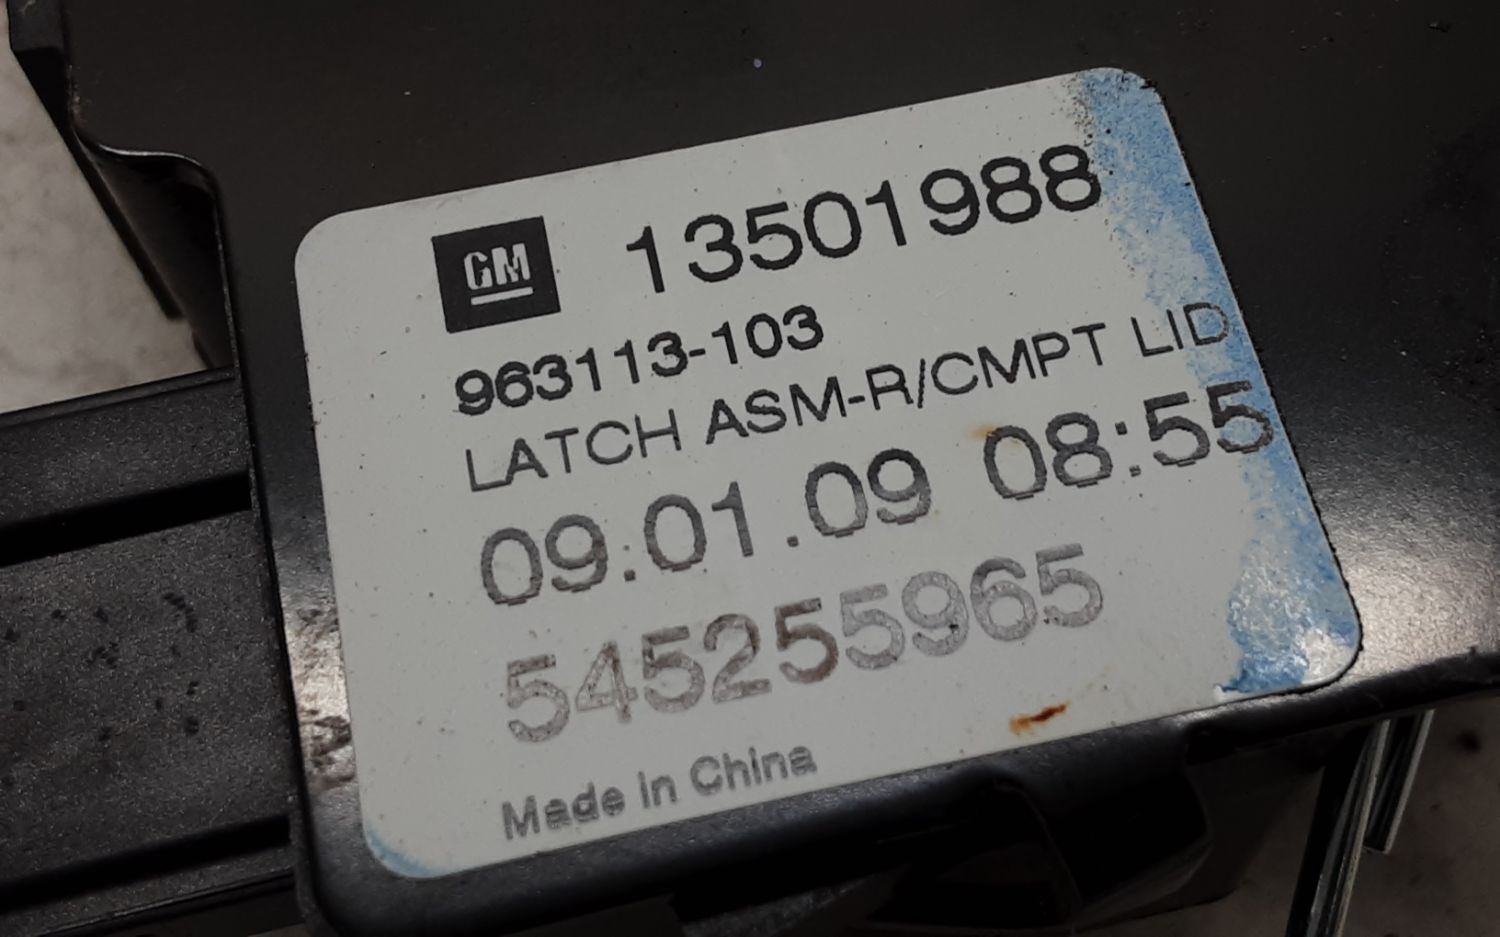 GM 13501988
963113-103
LATCH ASM-R/CMPT LID
09.01.09 08:55
545255965
Made in China